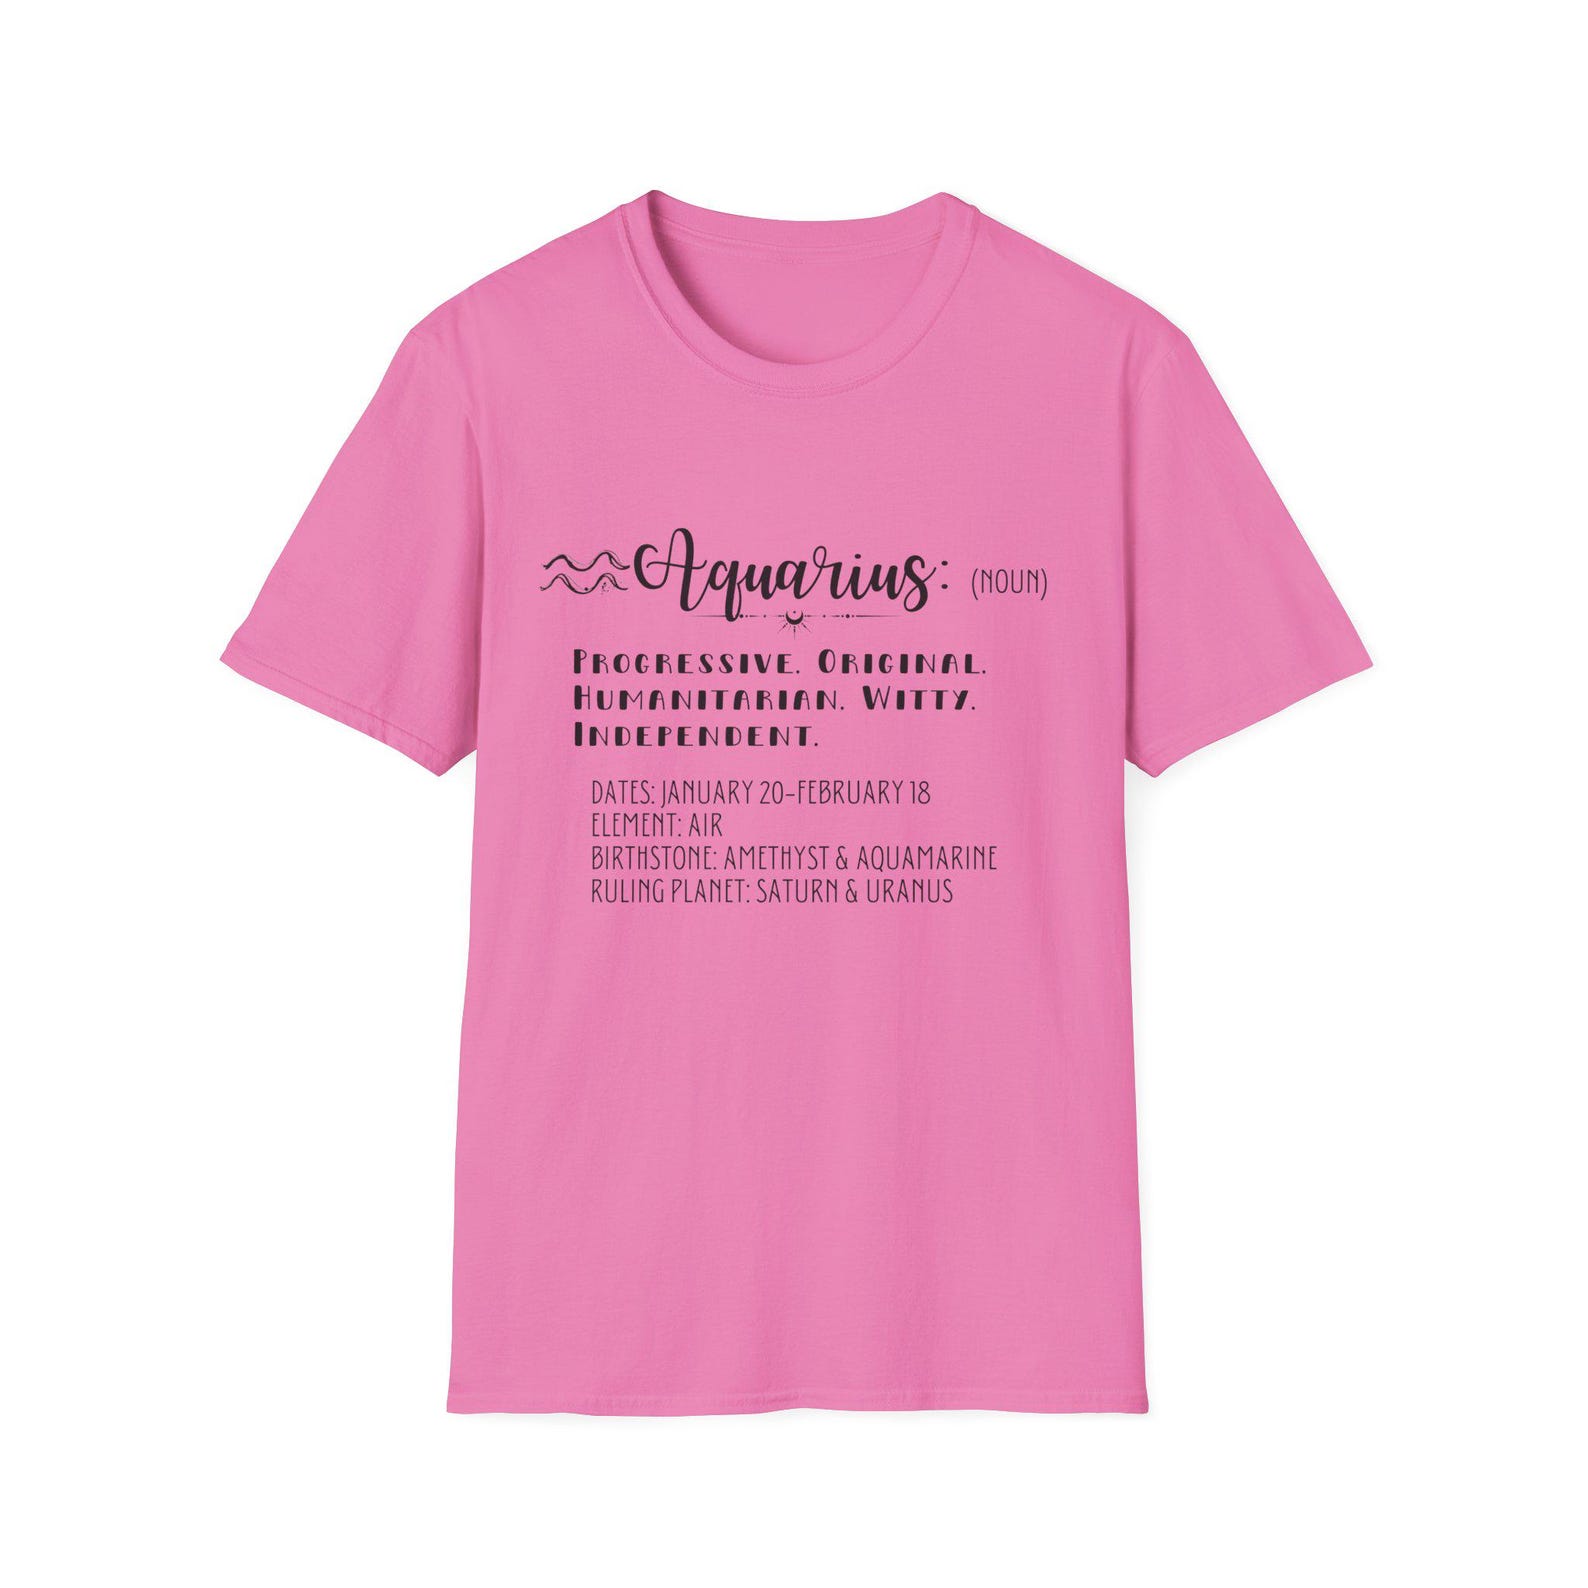 Aquarius: (NOUN)
PROGRESSIVE. ORIGINAL.
HUMANITARIAN. WITTY.
INDEPENDENT.
DATES: JANUARY 20-FEBRUARY 18
ELEMENT: AIR
BIRTHSTONE: AMETHYST & AQUAMARINE
RULING PLANET: SATURN & URANUS